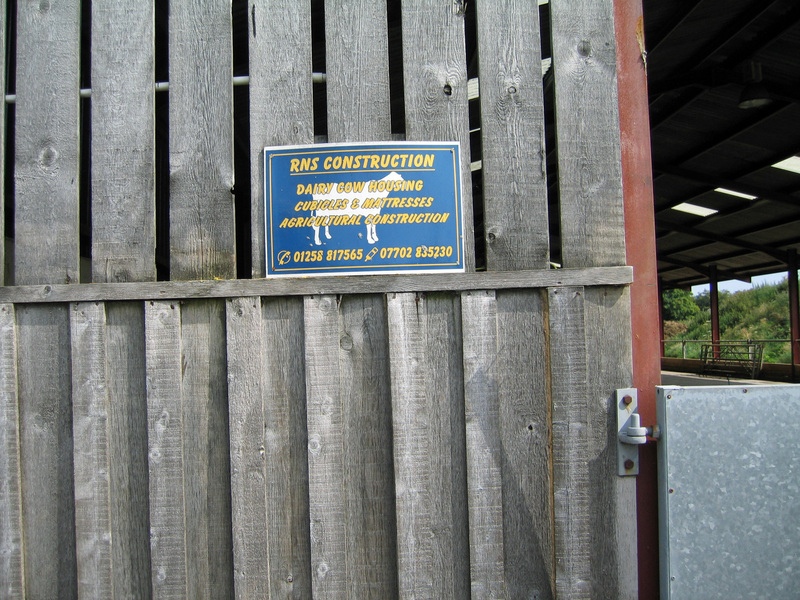 RNS CONSTRUCTION
DAIRY COW HOUSING
CUBICLES & MATTRESSES
AGRICULTURAL CONSTRUCTION
01258 817565 07702 835230